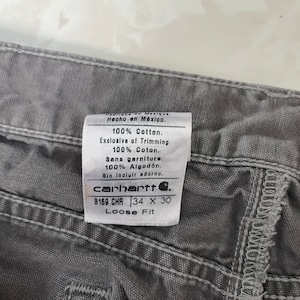 Hecho en México.
100% Cotton.
Exclusive of Trimming
100% Coton.
Sans garniture.
100% Algodón.
Sin incluir adorno.
carhartt
B159 CHR 34 X 30
Loose Fit